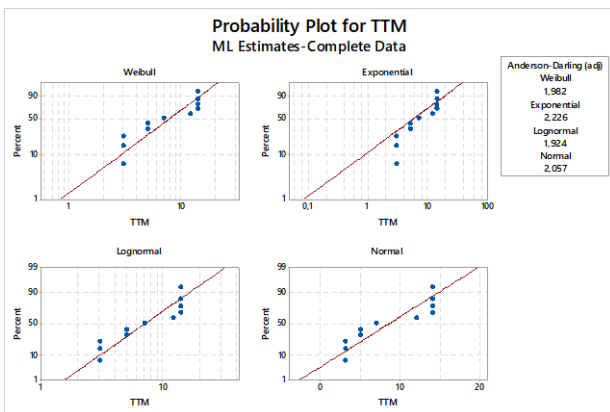 Probability Plot for TTM
ML Estimates-Complete Data
Weibull
Exponential
90
50
10
1
Percent
1
10
TTM
90
50
10
1
Percent
0,1
1
10
100
TTM
Anderson-Darling (adj)
Weibull
1,982
Exponential
2,226
Lognormal
1,924
Normal
2,057
Lognormal
Normal
99
90
50
10
1
Percent
1
10
TTM
99
90
50
10
1
Percent
0
10
20
TTM